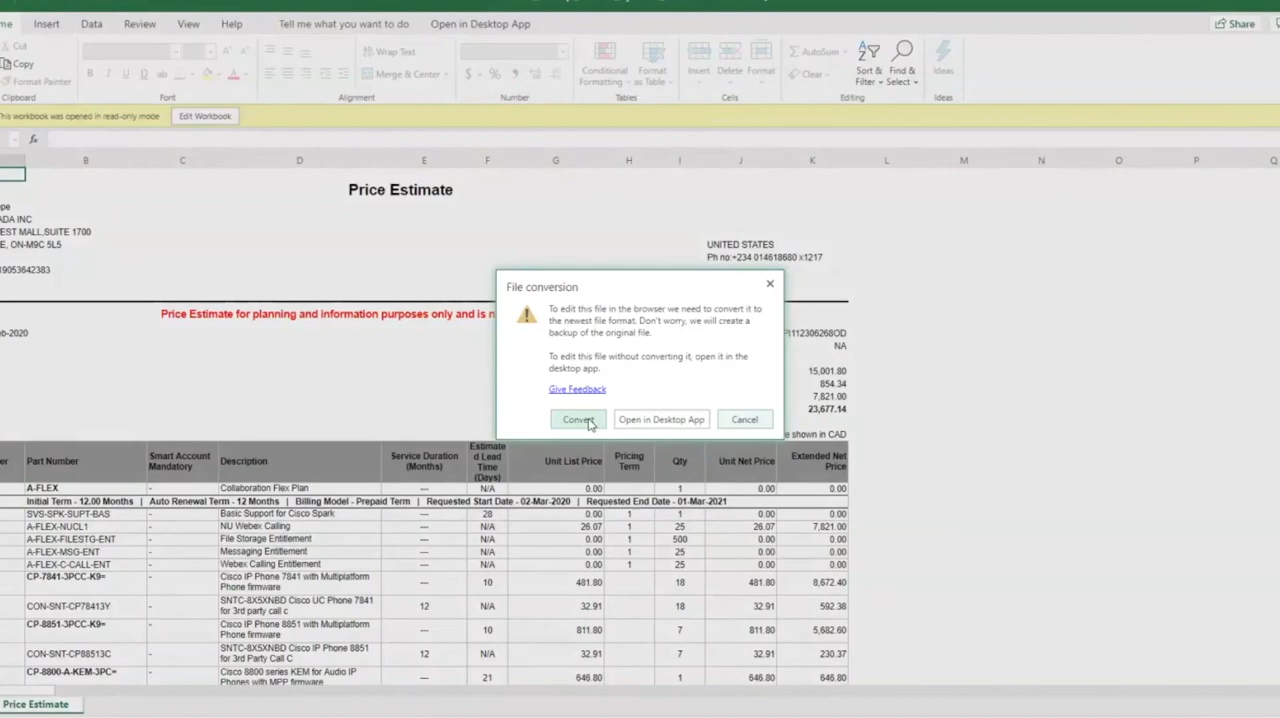 me Insert Data Review View Help Tell me what you want to do Open in Desktop App Share
Cut
Copy
Format Painter
Clipboard
B I U D ab
Font
Wrap Text
Merge & Center
Alignment
$ % 9
Number
Conditional Formatting
Format as Table
Tables
Insert Delete Format
Cells
AutoSum
Clear
Sort & Filter
Find & Select
Editing
Ideas
Ideas
This workbook was opened in read-only mode Edit Workbook
fx
B C D E F G H I J K L M N O P Q
Price Estimate
ope
ADA INC
WEST MALL,SUITE 1700
E, ON-M9C 5L5
19053642383
UNITED STATES
Ph no:+234 014618680 x1217
Price Estimate for planning and information purposes only and is n
eb-2020
PI112306268OD
NA
15,001.80
854.34
7,821.00
23,677.14
e shown in CAD
File conversion
To edit this file in the browser we need to convert it to
the newest file format. Don't worry, we will create a
backup of the original file.
To edit this file without converting it, open it in the
desktop app.
Give Feedback
Convert Open in Desktop App Cancel
er Part Number Smart Account Mandatory Description Service Duration (Months) Estimate d Lead Time (Days) Unit List Price Pricing Term Qty Unit Net Price Extended Net Price
A-FLEX - Collaboration Flex Plan --- N/A 0.00 1 0.00 0.00
Initial Term - 12.00 Months | Auto Renewal Term - 12 Months | Billing Model - Prepaid Term | Requested Start Date - 02-Mar-2020 | Requested End Date - 01-Mar-2021
SVS-SPK-SUPT-BAS - Basic Support for Cisco Spark --- 28 0.00 1 1 0.00 0.00
A-FLEX-NUCL1 - NU Webex Calling --- N/A 26.07 1 25 26.07 7,821.00
A-FLEX-FILESTG-ENT - File Storage Entitlement --- N/A 0.00 1 500 0.00 0.00
A-FLEX-MSG-ENT - Messaging Entitlement --- N/A 0.00 1 25 0.00 0.00
A-FLEX-C-CALL-ENT - Webex Calling Entitlement --- N/A 0.00 1 25 0.00 0.00
CP-7841-3PCC-K9= - Cisco IP Phone 7841 with Multiplatform Phone firmware --- 10 481.80 18 481.80 8,672.40
CON-SNT-CP78413Y - SNTC-8X5XNBD Cisco UC Phone 7841 for 3rd party call c 12 N/A 32.91 18 32.91 592.38
CP-8851-3PCC-K9= - Cisco IP Phone 8851 with Multiplatform Phone firmware --- 10 811.80 7 811.80 5,682.60
CON-SNT-CP88513C - SNTC-8X5XNBD Cisco IP Phone 8851 for 3rd Party Call C 12 N/A 32.91 7 32.91 230.37
CP-8800-A-KEM-3PC= - Cisco 8800 series KEM for Audio IP Phones with MPP firmware --- 21 646.80 1 646.80 646.80
Price Estimate